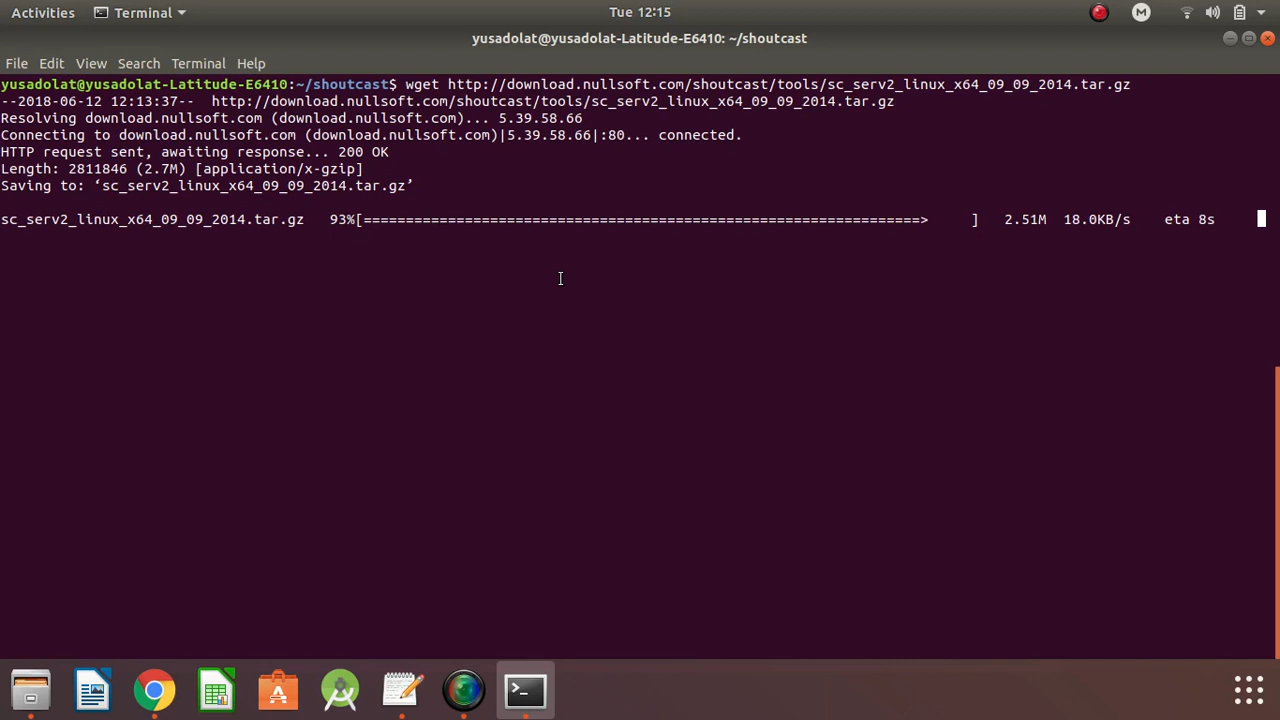 Activities Terminal Tue 12:15 M
yusadolat@yusadolat-Latitude-E6410: ~/shoutcast
File Edit View Search Terminal Help
yusadolat@yusadolat-Latitude-E6410:~/shoutcast$ wget http://download.nullsoft.com/shoutcast/tools/sc_serv2_linux_x64_09_09_2014.tar.gz
--2018-06-12 12:13:37--  http://download.nullsoft.com/shoutcast/tools/sc_serv2_linux_x64_09_09_2014.tar.gz
Resolving download.nullsoft.com (download.nullsoft.com)... 5.39.58.66
Connecting to download.nullsoft.com (download.nullsoft.com)|5.39.58.66|:80... connected.
HTTP request sent, awaiting response... 200 OK
Length: 2811846 (2.7M) [application/x-gzip]
Saving to: ‘sc_serv2_linux_x64_09_09_2014.tar.gz’
sc_serv2_linux_x64_09_09_2014.tar.gz   93%[==================================================================>     ]   2.51M  18.0KB/s    eta 8s